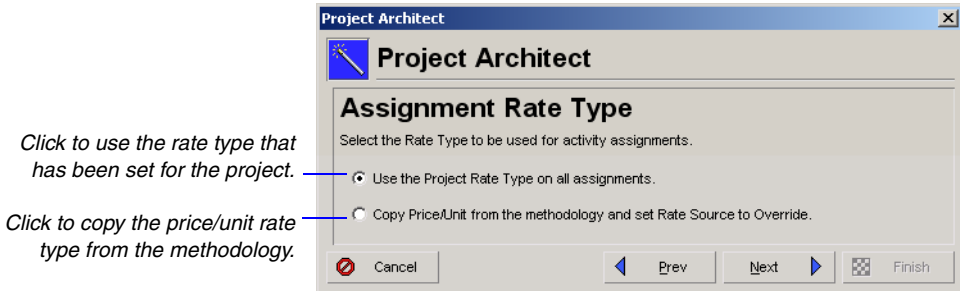 Project Architect
Project Architect
Assignment Rate Type
Select the Rate Type to be used for activity assignments.
Click to use the rate type that
has been set for the project.
Use the Project Rate Type on all assignments.
Click to copy the price/unit rate
type from the methodology.
Copy Price/Unit from the methodology and set Rate Source to Override.
Cancel
Prev
Next
Finish